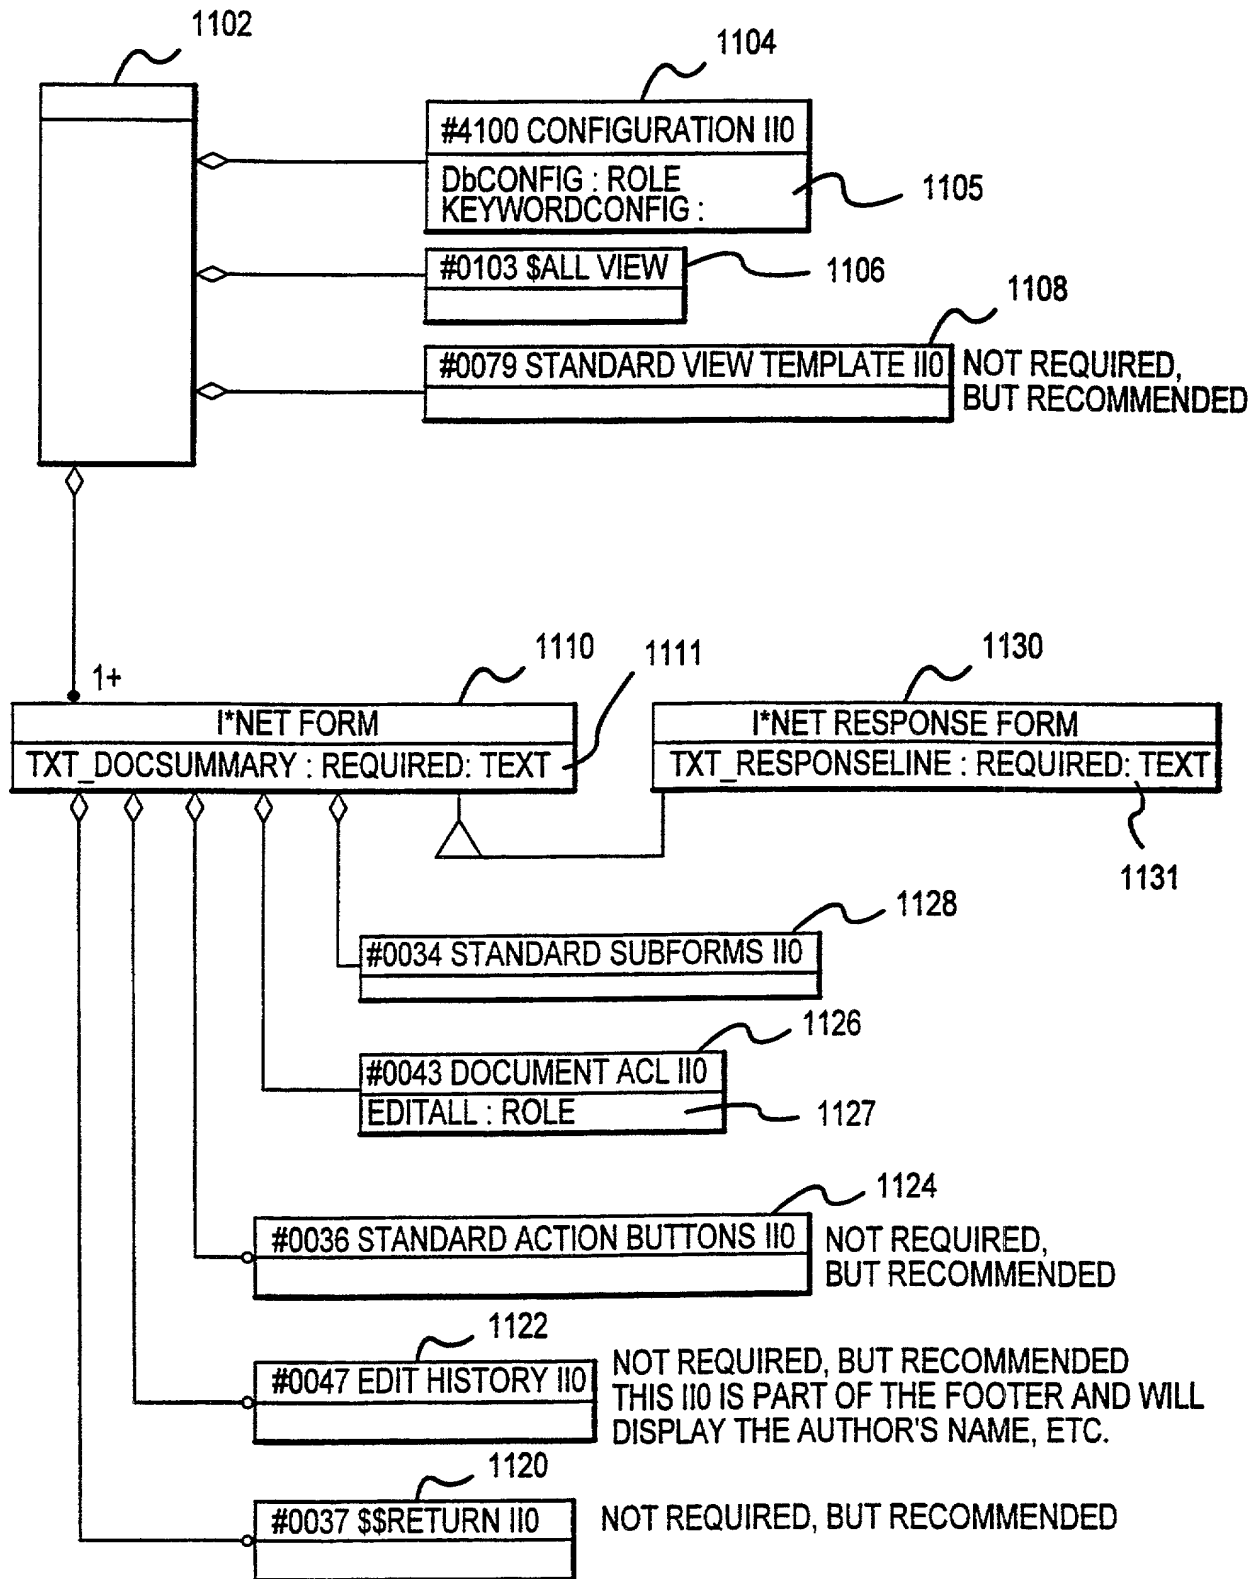 1102
1104
#4100 CONFIGURATION II0
DbCONFIG : ROLE
KEYWORDCONFIG :
1105
#0103 $ALL VIEW
1106
1108
#0079 STANDARD VIEW TEMPLATE II0
NOT REQUIRED,
BUT RECOMMENDED
1+
1110
1111
1130
I*NET FORM
TXT_DOCSUMMARY : REQUIRED: TEXT
I*NET RESPONSE FORM
TXT_RESPONSELINE : REQUIRED: TEXT
1131
1128
#0034 STANDARD SUBFORMS II0
1126
#0043 DOCUMENT ACL II0
EDITALL : ROLE
1127
1124
#0036 STANDARD ACTION BUTTONS II0
NOT REQUIRED,
BUT RECOMMENDED
1122
#0047 EDIT HISTORY II0
NOT REQUIRED, BUT RECOMMENDED
THIS II0 IS PART OF THE FOOTER AND WILL
DISPLAY THE AUTHOR'S NAME, ETC.
1120
#0037 $$RETURN II0
NOT REQUIRED, BUT RECOMMENDED